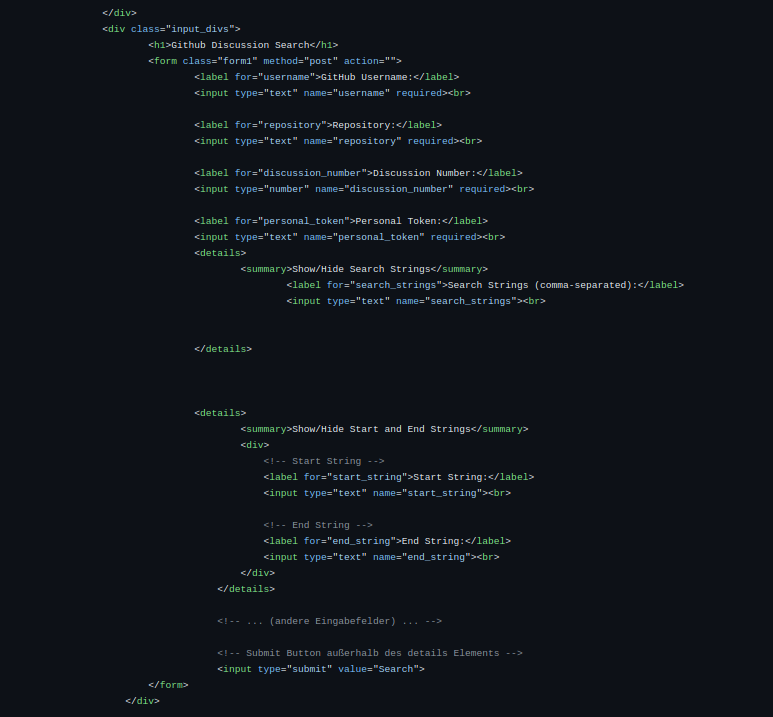 </div>
<div class="input_divs">
<h1>Github Discussion Search</h1>
<form class="form1" method="post" action="">
<label for="username">GitHub Username:</label>
<input type="text" name="username" required><br>
<label for="repository">Repository:</label>
<input type="text" name="repository" required><br>
<label for="discussion_number">Discussion Number:</label>
<input type="number" name="discussion_number" required><br>
<label for="personal_token">Personal Token:</label>
<input type="text" name="personal_token" required><br>
<details>
<summary>Show/Hide Search Strings</summary>
<label for="search_strings">Search Strings (comma-separated):</label>
<input type="text" name="search_strings"><br>
</details>
<details>
<summary>Show/Hide Start and End Strings</summary>
<div>
<!-- Start String -->
<label for="start_string">Start String:</label>
<input type="text" name="start_string"><br>
<!-- End String -->
<label for="end_string">End String:</label>
<input type="text" name="end_string"><br>
</div>
</details>
<!-- ... (andere Eingabefelder) ... -->
<!-- Submit Button außerhalb des details Elements -->
<input type="submit" value="Search">
</form>
</div>